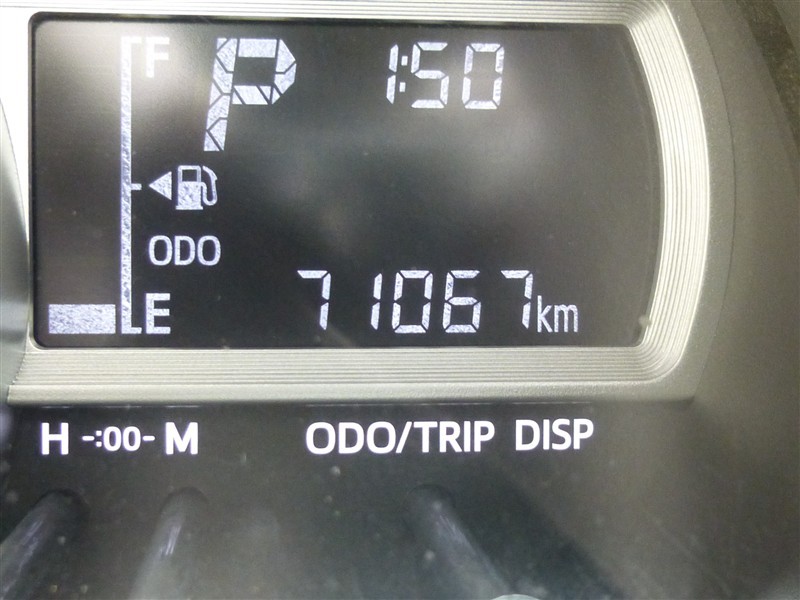 F P 1:50
ODO
E 71067km
H -:00- M ODO/TRIP DISP